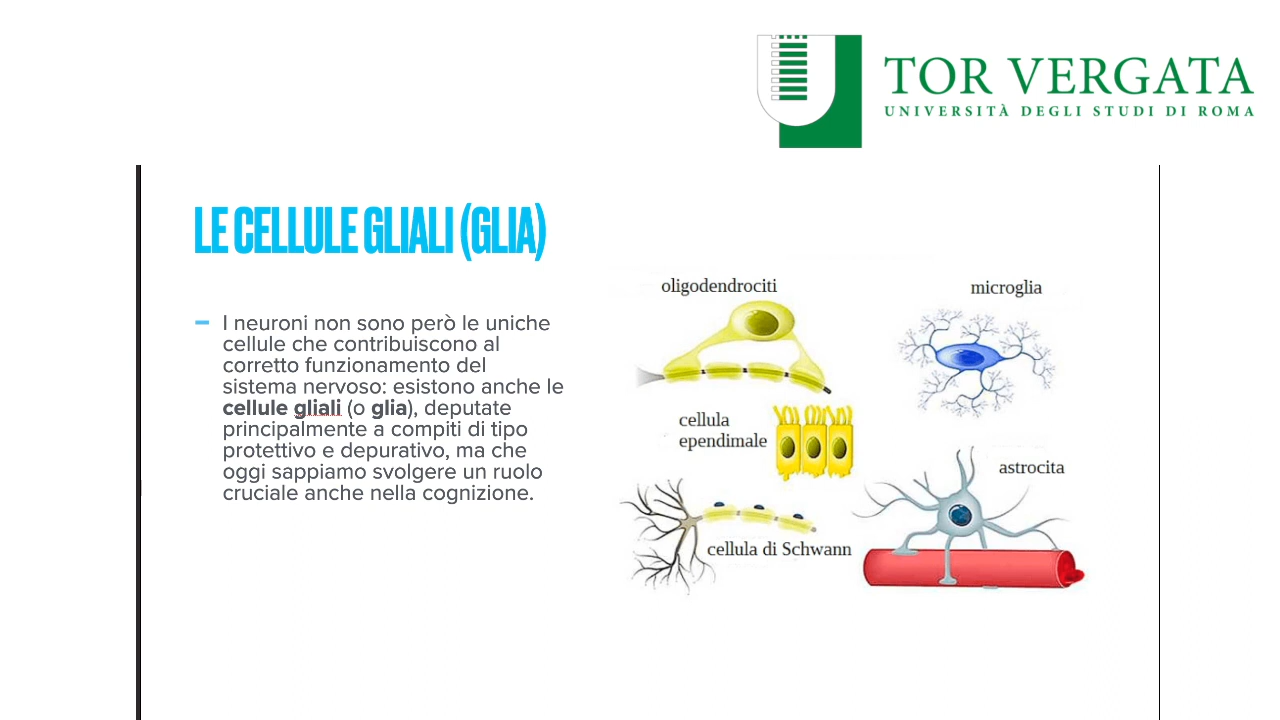 TOR VERGATA
UNIVERSITÀ DEGLI STUDI DI ROMA
LE CELLULE GLIALI (GLIA)
I neuroni non sono però le uniche
cellule che contribuiscono al
corretto funzionamento del
sistema nervoso: esistono anche le
cellule gliali (o glia), deputate
principalmente a compiti di tipo
protettivo e depurativo, ma che
oggi sappiamo svolgere un ruolo
cruciale anche nella cognizione.
oligodendrociti
microglia
cellula
ependimale
astrocita
cellula di Schwann